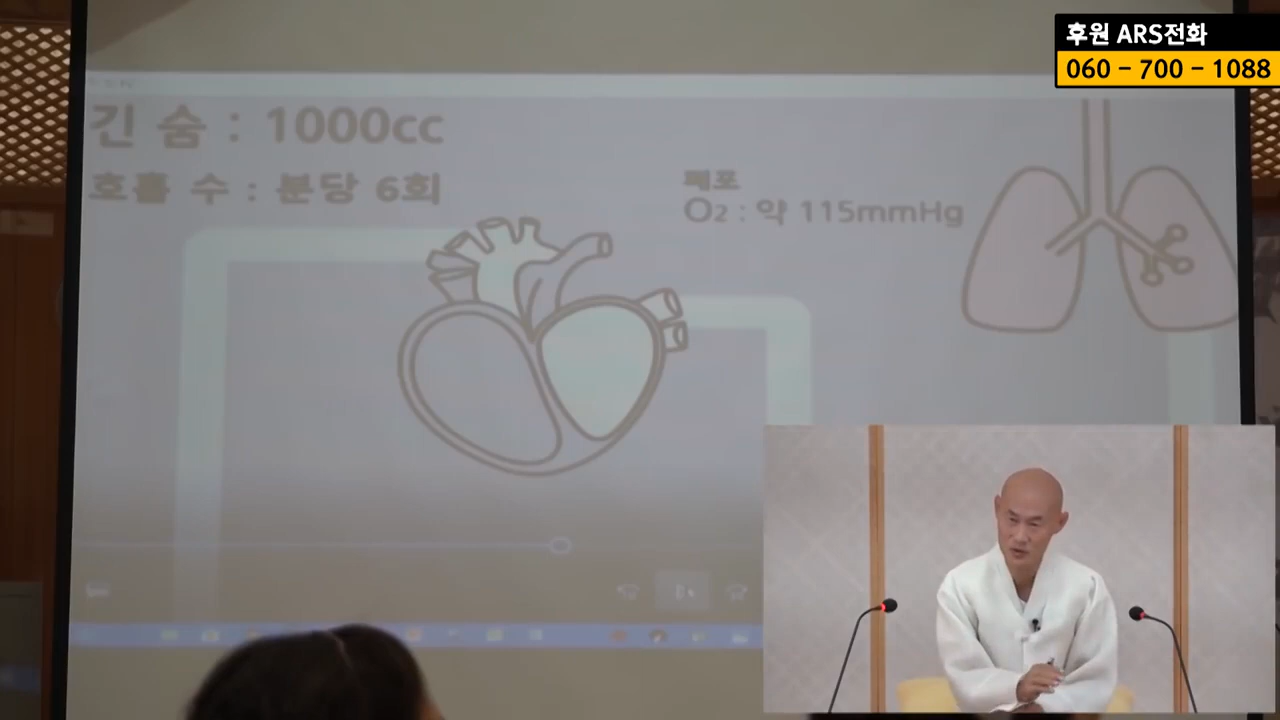 후원 ARS전화
060 - 700 - 1088
긴 숨 : 1000cc
호흡 수 : 분당 6회
폐포
O2 : 약 115mmHg